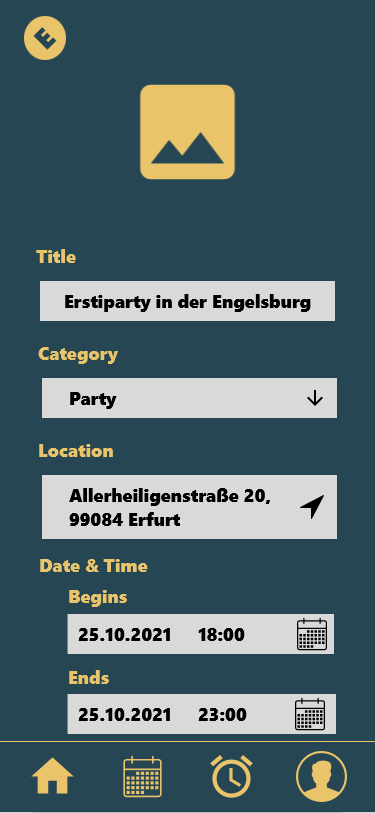 E
Title
Erstiparty in der Engelsburg
Category
Party
Location
Allerheiligenstraße 20,
99084 Erfurt
Date & Time
Begins
25.10.2021 18:00
Ends
25.10.2021 23:00